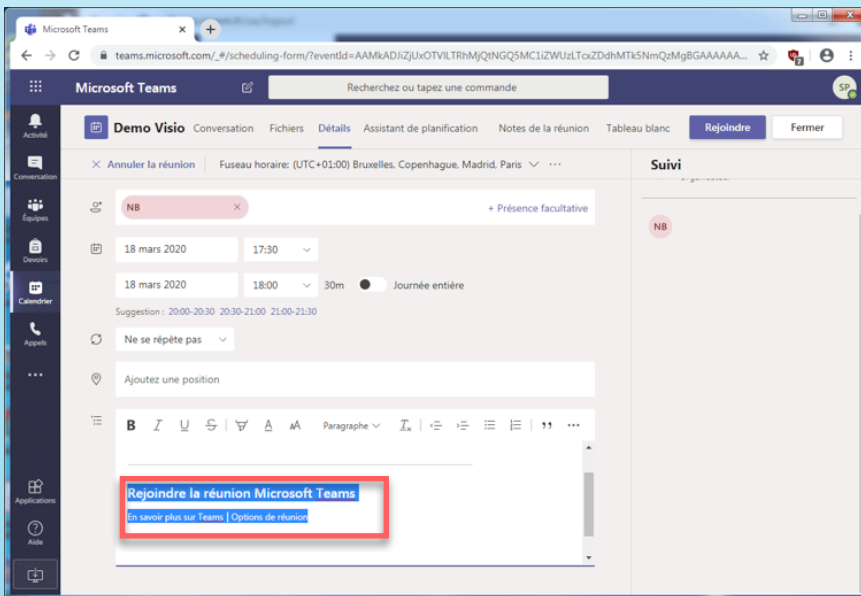 Microsoft Teams
teams.microsoft.com/_#/scheduling-form/?eventId=AAMkADJiZjUxOTVlLTRhMjQtNGQ5MC1iZWUzLTcxZDdhMTk5NmQzMgBGAAAAAA...
Microsoft Teams
Recherchez ou tapez une commande
SP
Activité
Conversation
Équipes
Devoirs
Calendrier
Appels
Applications
Aide
Demo Visio Conversation Fichiers Détails Assistant de planification Notes de la réunion Tableau blanc Rejoindre Fermer
Annuler la réunion Fuseau horaire: (UTC+01:00) Bruxelles, Copenhague, Madrid, Paris ...
Suivi
NB
+ Présence facultative
NB
18 mars 2020 17:30
18 mars 2020 18:00 30m Journée entière
Suggestion : 20:00-20:30 20:30-21:00 21:00-21:30
Ne se répète pas
Ajoutez une position
B I U S A AA Paragraphe
Rejoindre la réunion Microsoft Teams
En savoir plus sur Teams | Options de réunion